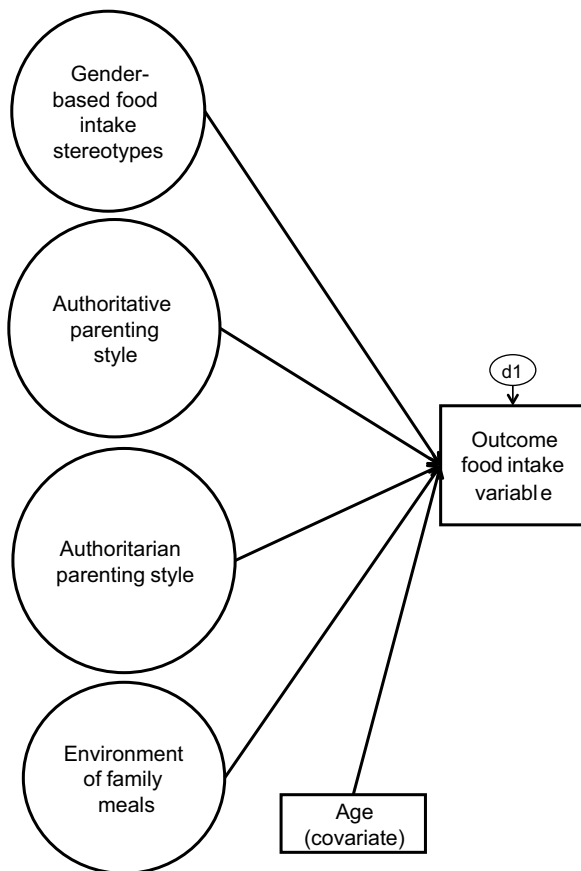 Gender-
based food
intake
stereotypes
Authoritative
parenting
style
d1
Outcome
food intake
variable
Authoritarian
parenting style
Environment
of family
meals
Age
(covariate)